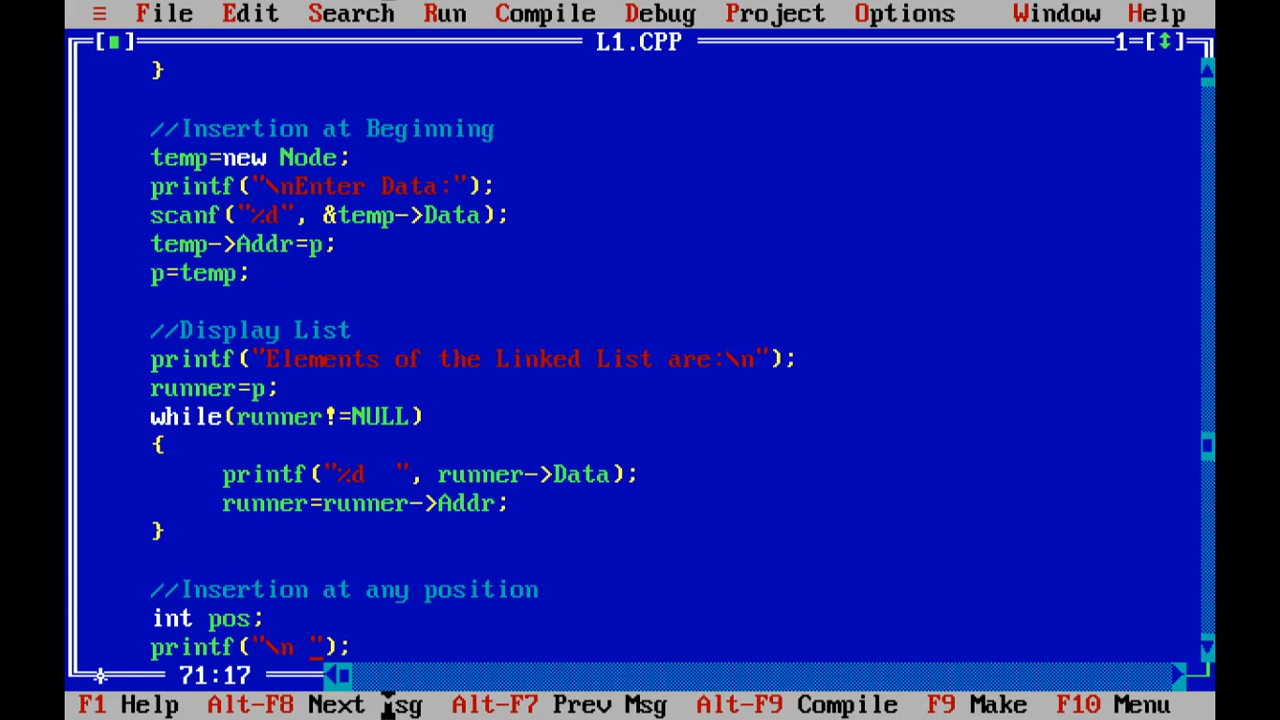 ≡ File Edit Search Run Compile Debug Project Options Window Help
[■] L1.CPP 1=[↕]
}
//Insertion at Beginning
temp=new Node;
printf("\nEnter Data:");
scanf("%d", &temp->Data);
temp->Addr=p;
p=temp;
//Display List
printf("Elements of the Linked List are:\n");
runner=p;
while(runner!=NULL)
{
printf("%d  ", runner->Data);
runner=runner->Addr;
}
//Insertion at any position
int pos;
printf("\n _");
71:17
F1 Help Alt-F8 Next Msg Alt-F7 Prev Msg Alt-F9 Compile F9 Make F10 Menu